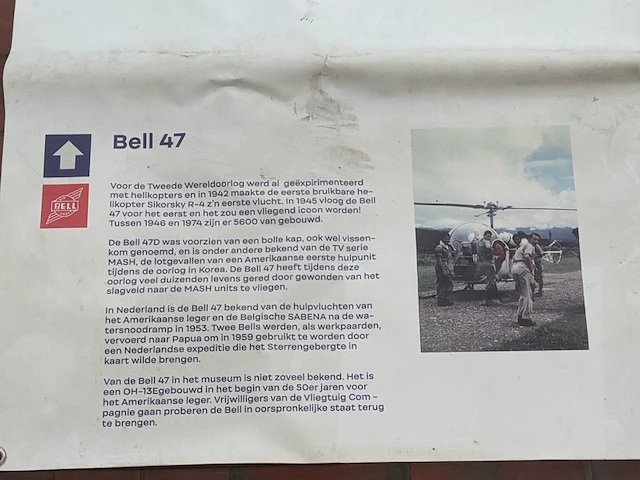 Bell 47
BELL
Voor de Tweede Wereldoorlog werd al geëxpirimenteerd
met helikopters en in 1942 maakte de eerste bruikbare he-
likopter Sikorsky R-4 z'n eerste vlucht. In 1945 vloog de Bell
47 voor het eerst en het zou een vliegend icoon worden!
Tussen 1946 en 1974 zijn er 5600 van gebouwd.
De Bell 47D was voorzien van een bolle kap, ook wel vissen-
kom genoemd, en is onder andere bekend van de TV serie
MASH, de lotgevallen van een Amerikaanse eerste hulpunit
tijdens de oorlog in Korea. De Bell 47 heeft tijdens deze
oorlog veel duizenden levens gered door gewonden van het
slagveld naar de MASH units te vliegen.
In Nederland is de Bell 47 bekend van de hulpvluchten van
het Amerikaanse leger en de Belgische SABENA na de wa-
tersnoodramp in 1953. Twee Bells werden, als werkpaarden,
vervoerd naar Papua om in 1959 gebruikt te worden door
een Nederlandse expeditie die het Sterrengebergte in
kaart wilde brengen.
Van de Bell 47 in het museum is niet zoveel bekend. Het is
een OH-13Egebouwd in het begin van de 50er jaren voor
het Amerikaanse leger. Vrijwilligers van de Vliegtuig Com -
pagnie gaan proberen de Bell in oorspronkelijke staat terug
te brengen.